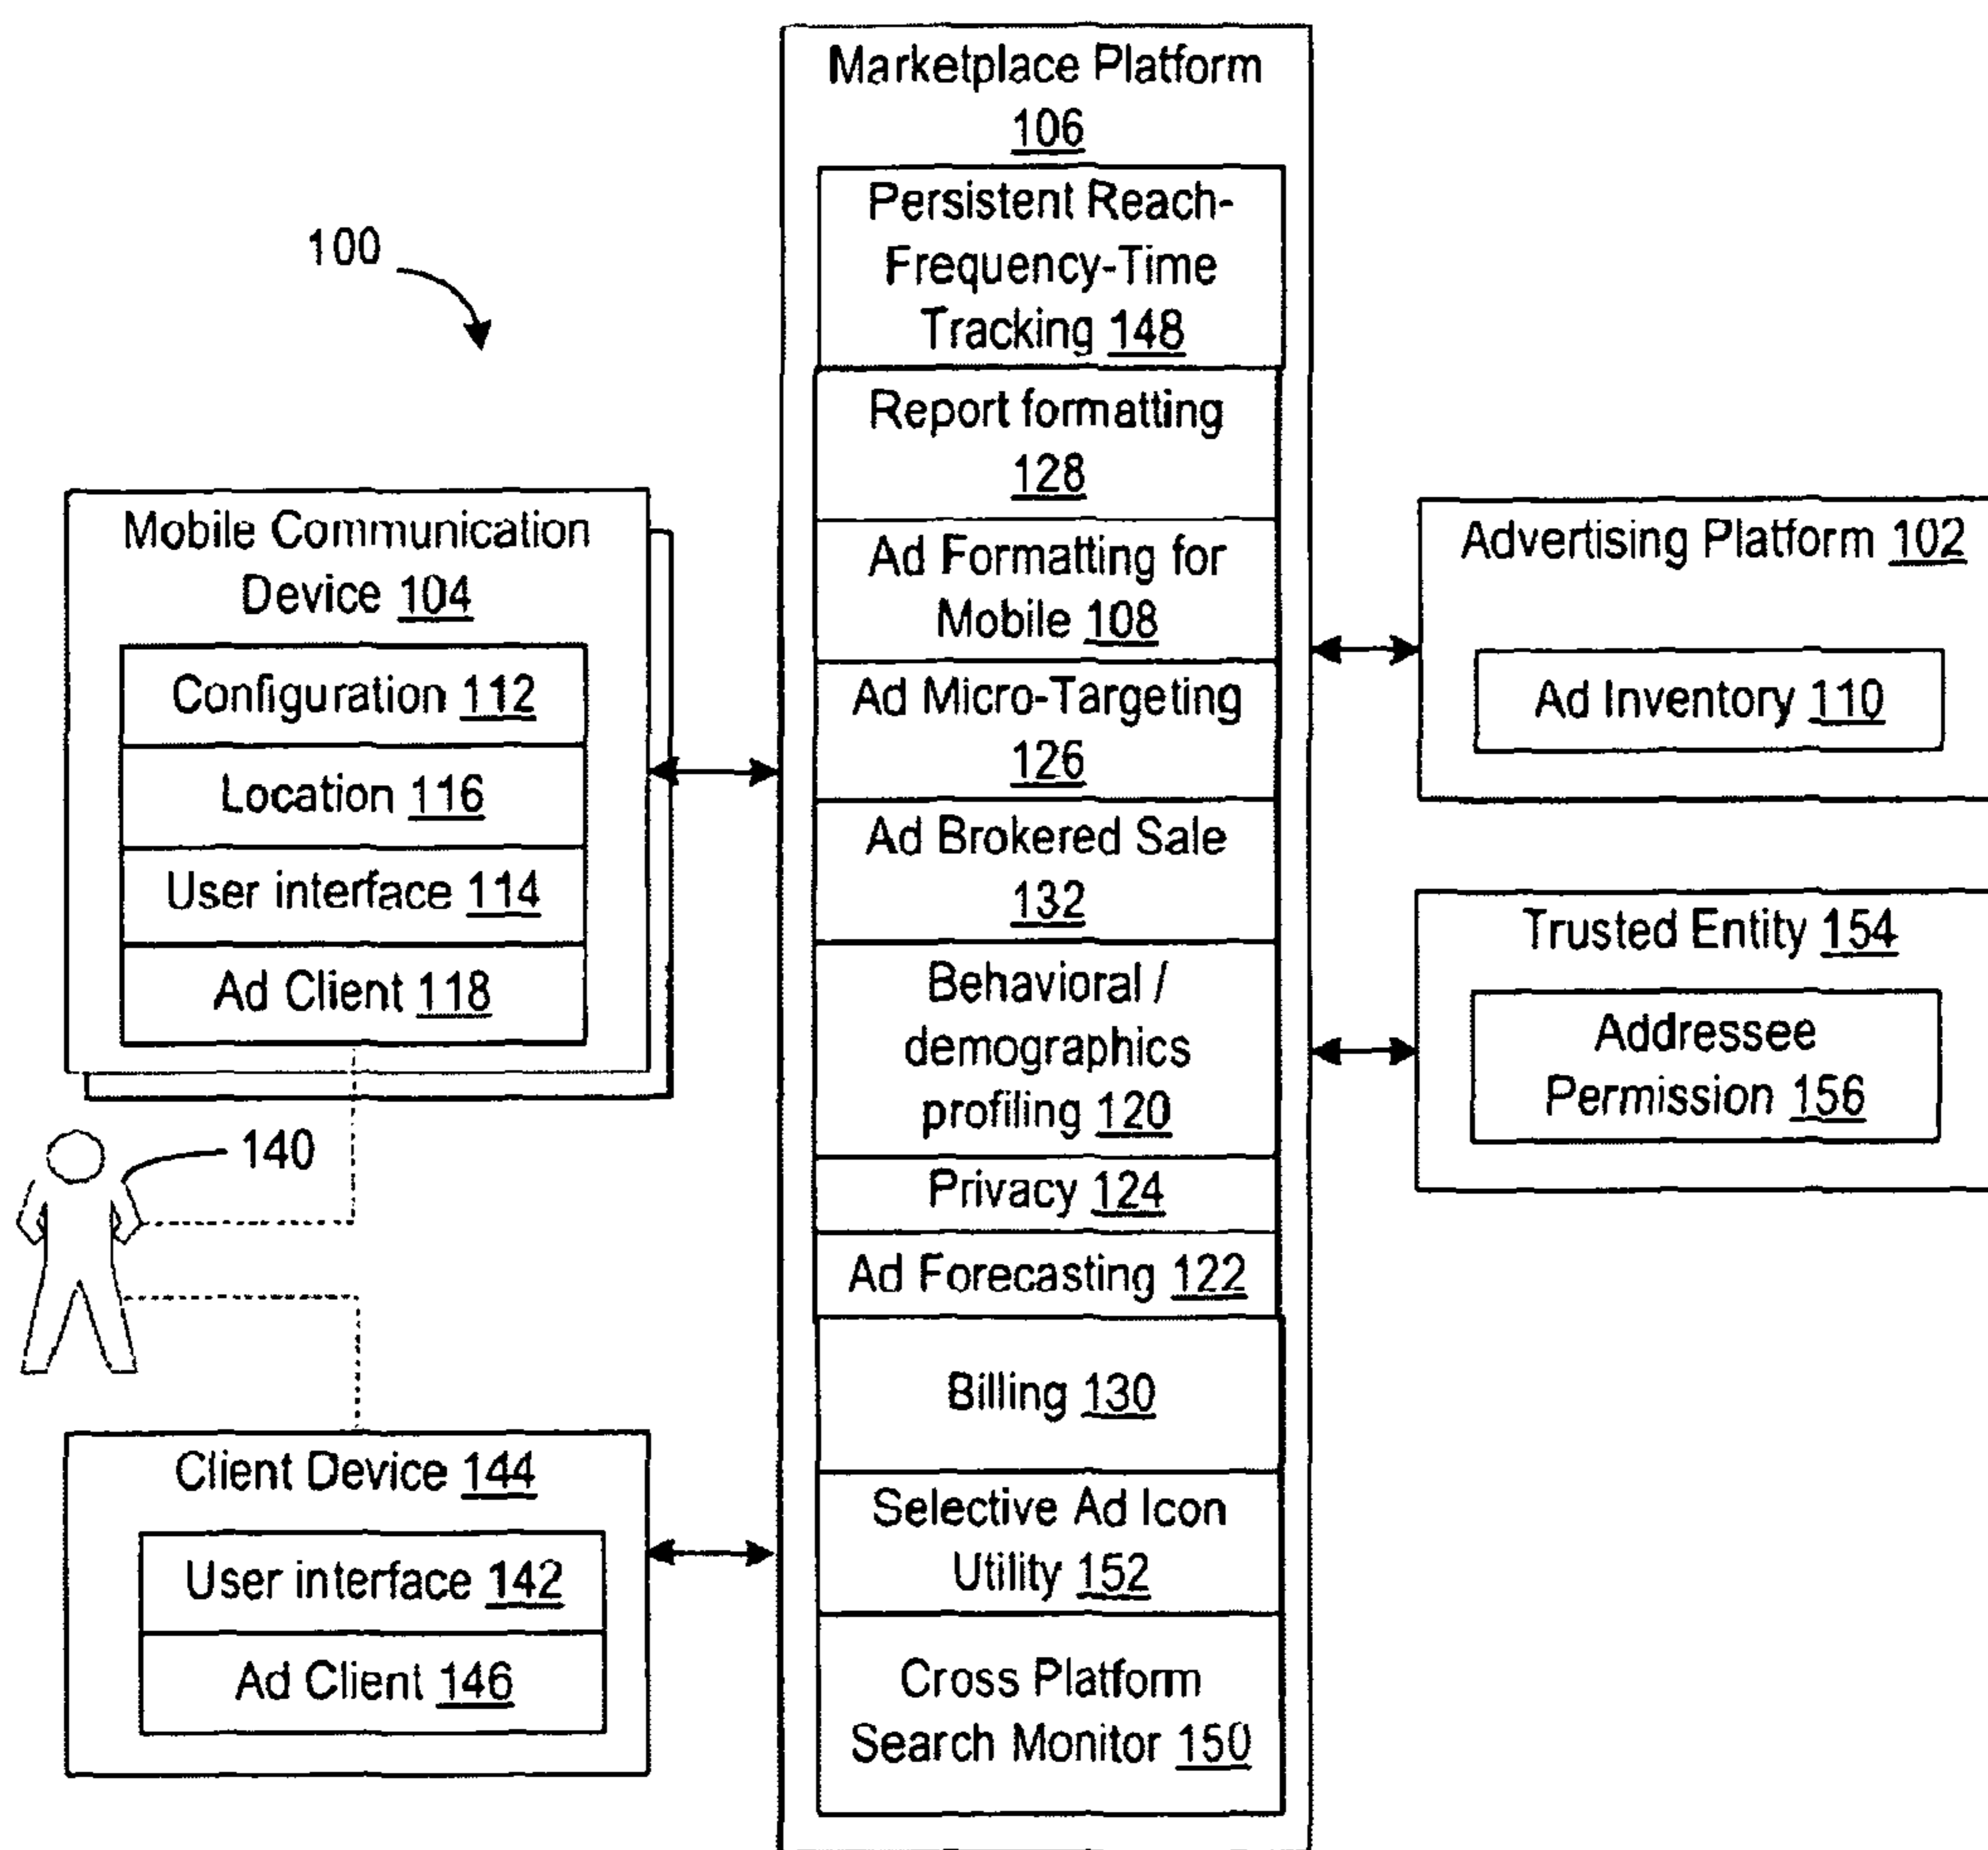 100
Mobile Communication
Device 104
Configuration 112
Location 116
User interface 114
Ad Client 118
140
Client Device 144
User interface 142
Ad Client 146
Marketplace Platform
106
Persistent Reach-
Frequency-Time
Tracking 148
Report formatting
128
Ad Formatting for
Mobile 108
Ad Micro-Targeting
126
Ad Brokered Sale
132
Behavioral /
demographics
profiling 120
Privacy 124
Ad Forecasting 122
Billing 130
Selective Ad Icon
Utility 152
Cross Platform
Search Monitor 150
Advertising Platform 102
Ad Inventory 110
Trusted Entity 154
Addressee
Permission 156